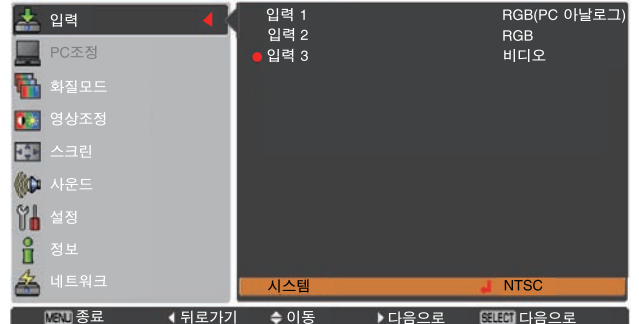 입력
PC조정
화질모드
영상조정
스크린
사운드
설정
정보
네트워크
입력 1 RGB(PC 아날로그)
입력 2 RGB
입력 3 비디오
시스템 NTSC
MENU 종료 뒤로가기 이동 다음으로 SELECT 다음으로